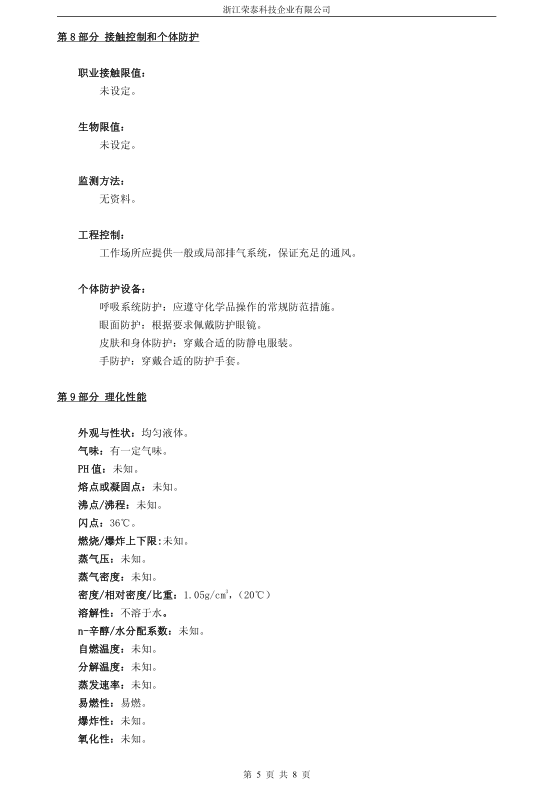 浙江荣泰科技企业有限公司
第8部分 接触控制和个体防护
职业接触限值：
未设定。
生物限值：
未设定。
监测方法：
无资料。
工程控制：
工作场所应提供一般或局部排气系统，保证充足的通风。
个体防护设备：
呼吸系统防护：应遵守化学品操作的常规防范措施。
眼面防护：根据要求佩戴防护眼镜。
皮肤和身体防护：穿戴合适的防静电服装。
手防护：穿戴合适的防护手套。
第9部分 理化性能
外观与性状：均匀液体。
气味：有一定气味。
PH值：未知。
熔点或凝固点：未知。
沸点/沸程：未知。
闪点：36℃。
燃烧/爆炸上下限：未知。
蒸气压：未知。
蒸气密度：未知。
密度/相对密度/比重：1.05g/cm³，（20℃）
溶解性：不溶于水。
n-辛醇/水分配系数：未知。
自燃温度：未知。
分解温度：未知。
蒸发速率：未知。
易燃性：易燃。
爆炸性：未知。
氧化性：未知。
第 5 页 共 8 页